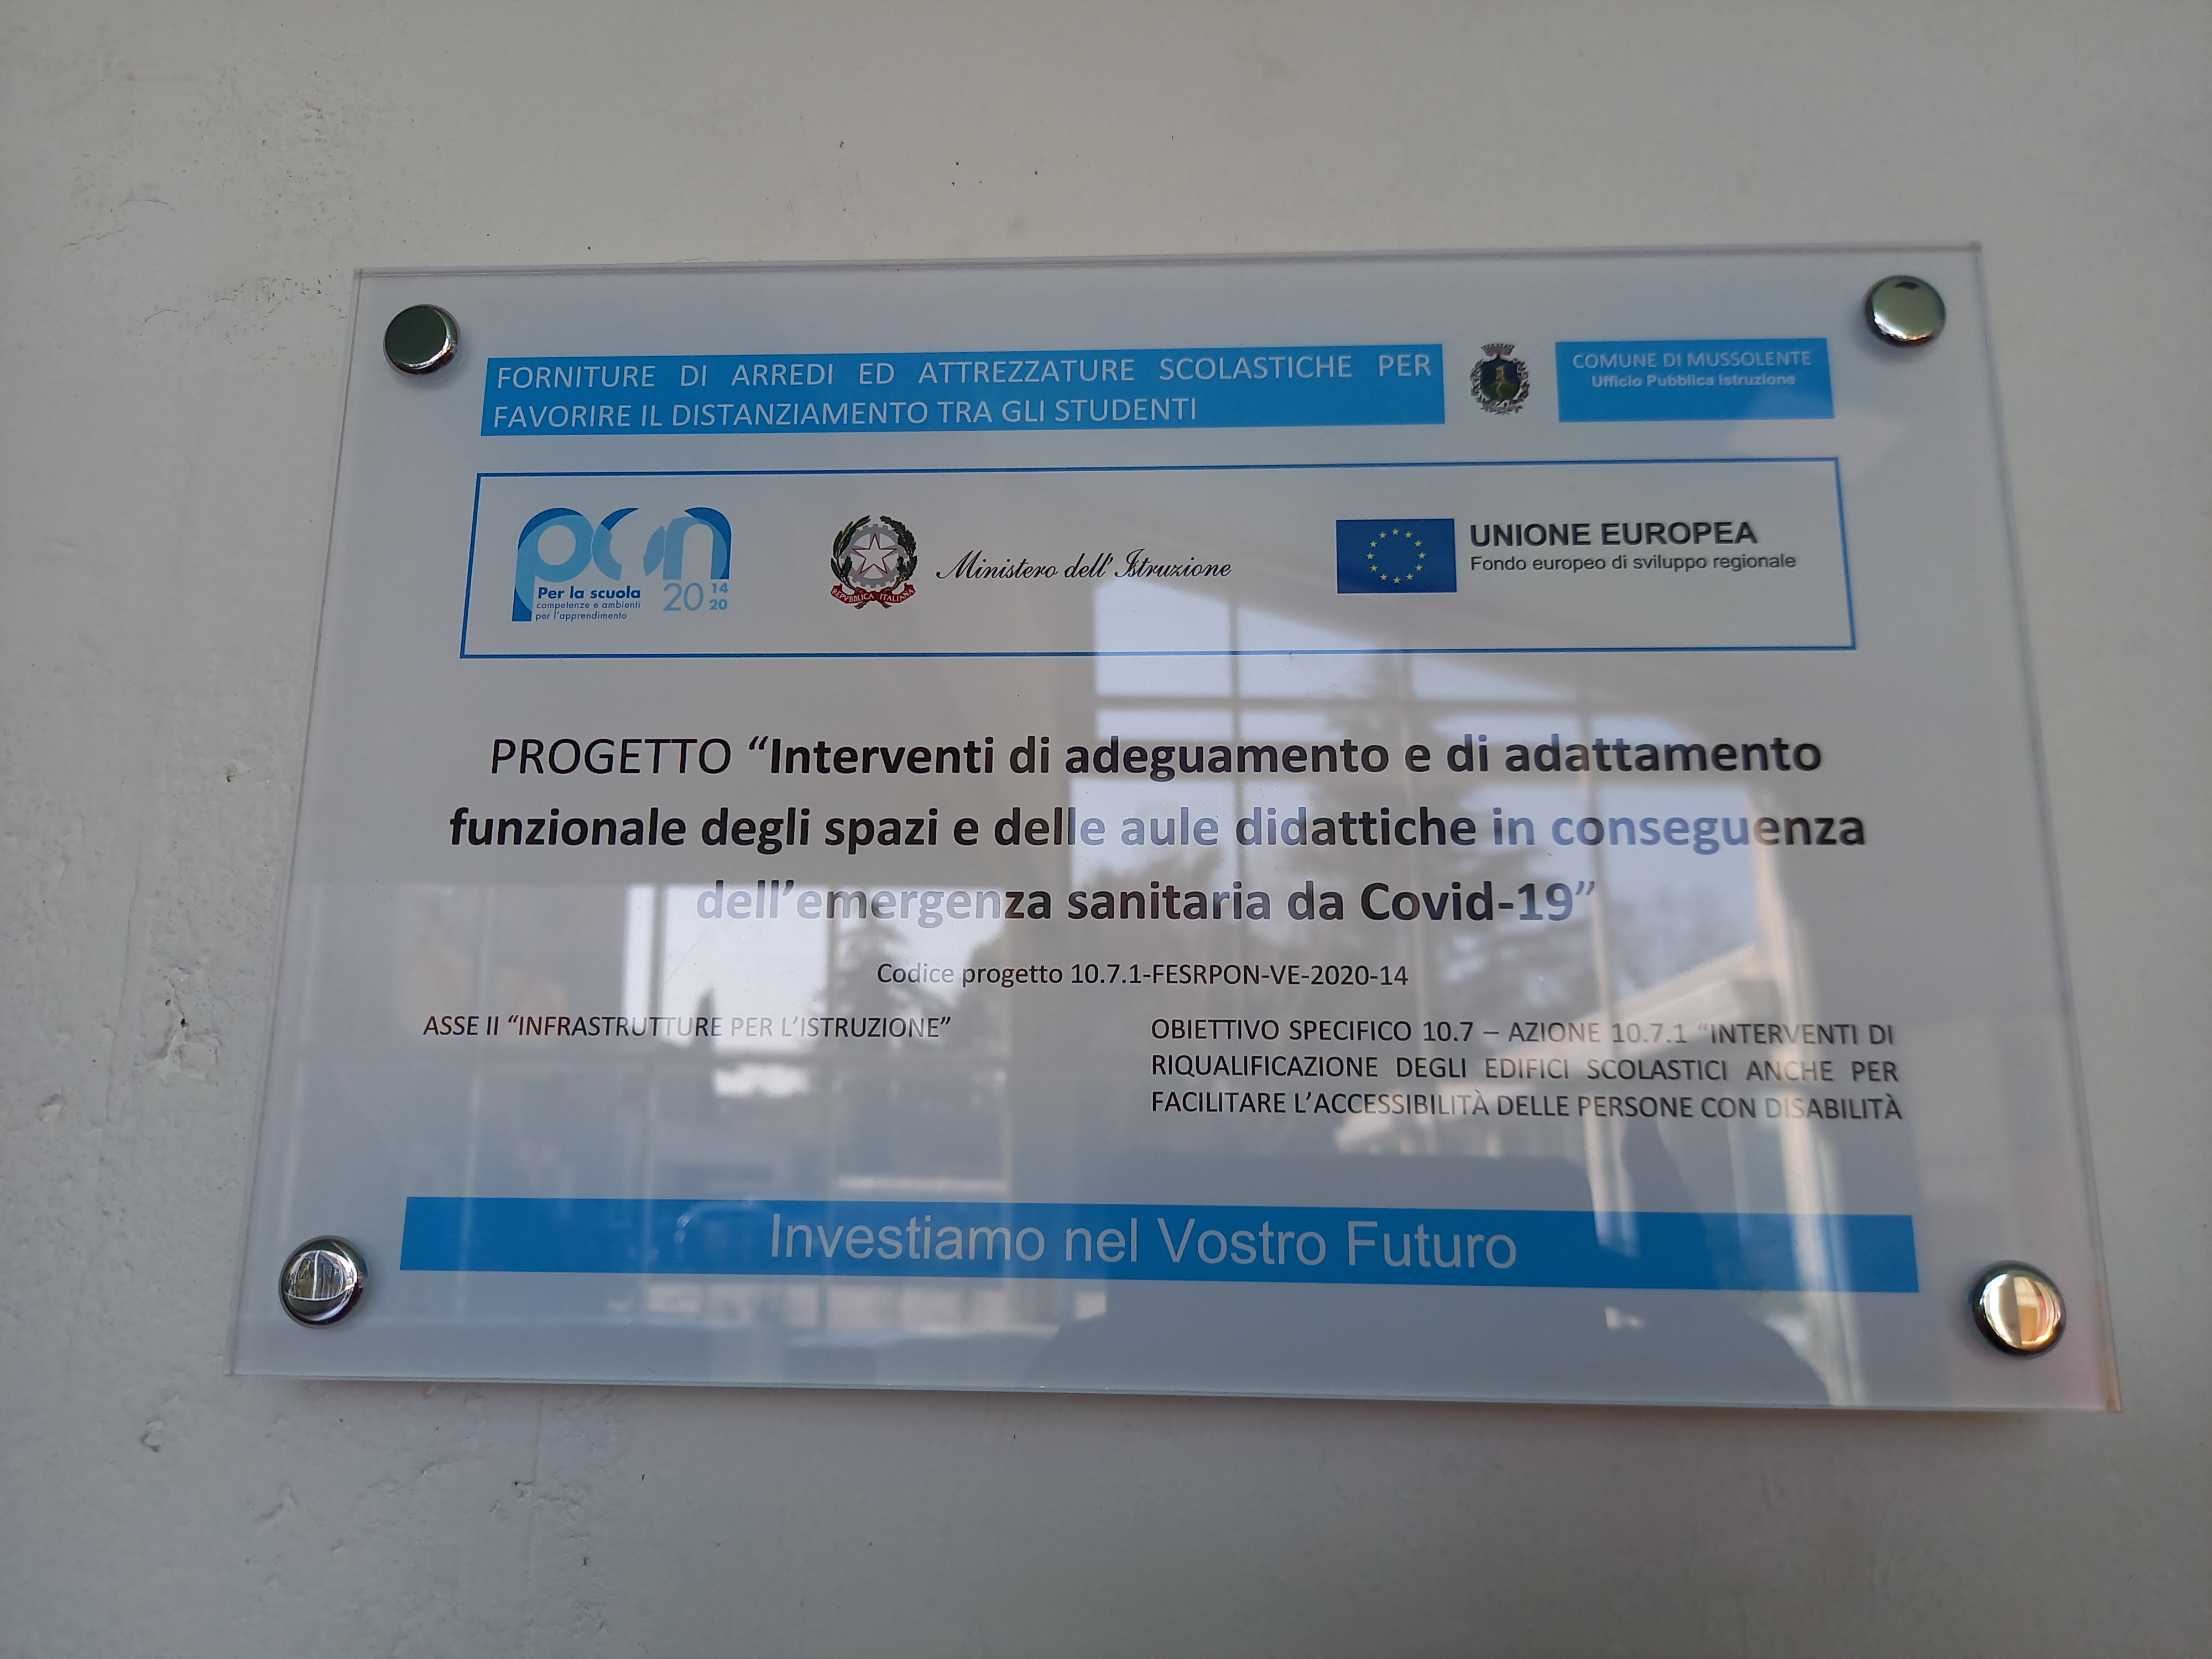 FORNITURE DI ARREDI ED ATTREZZATURE SCOLASTICHE PER
FAVORIRE IL DISTANZIAMENTO TRA GLI STUDENTI
COMUNE DI MUSSOLENTE
Ufficio Pubblica Istruzione
pon
Per la scuola
competenze e ambienti
per l'apprendimento
20 14
20
REPVBBLICA ITALIANA
Ministero dell'Istruzione
UNIONE EUROPEA
Fondo europeo di sviluppo regionale
PROGETTO “Interventi di adeguamento e di adattamento
funzionale degli spazi e delle aule didattiche in conseguenza
dell’emergenza sanitaria da Covid-19”
Codice progetto 10.7.1-FESRPON-VE-2020-14
ASSE II “INFRASTRUTTURE PER L’ISTRUZIONE”
OBIETTIVO SPECIFICO 10.7 – AZIONE 10.7.1 “INTERVENTI DI
RIQUALIFICAZIONE DEGLI EDIFICI SCOLASTICI ANCHE PER
FACILITARE L’ACCESSIBILITÀ DELLE PERSONE CON DISABILITÀ
Investiamo nel Vostro Futuro